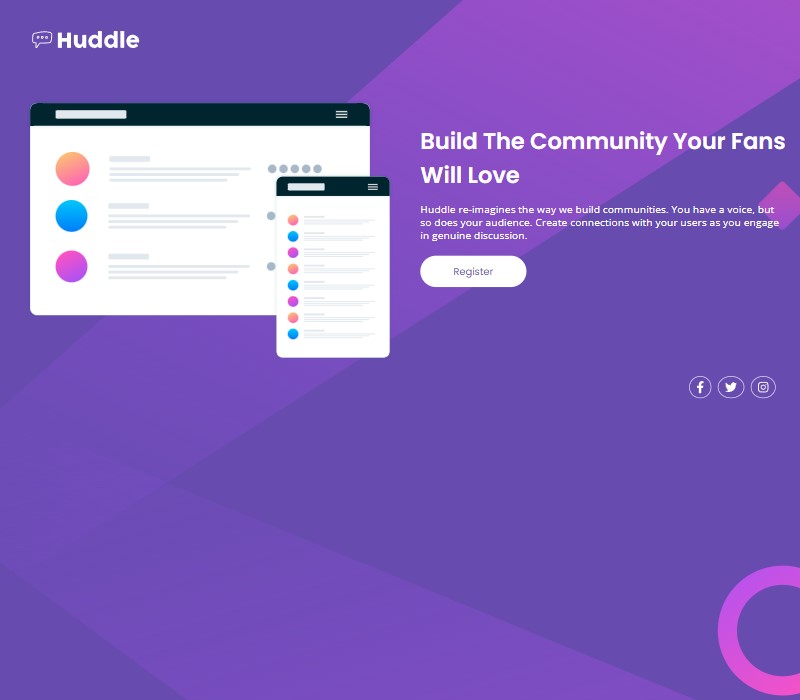 Huddle
Build The Community Your Fans
Will Love
Huddle re-imagines the way we build communities. You have a voice, but
so does your audience. Create connections with your users as you engage
in genuine discussion.
Register